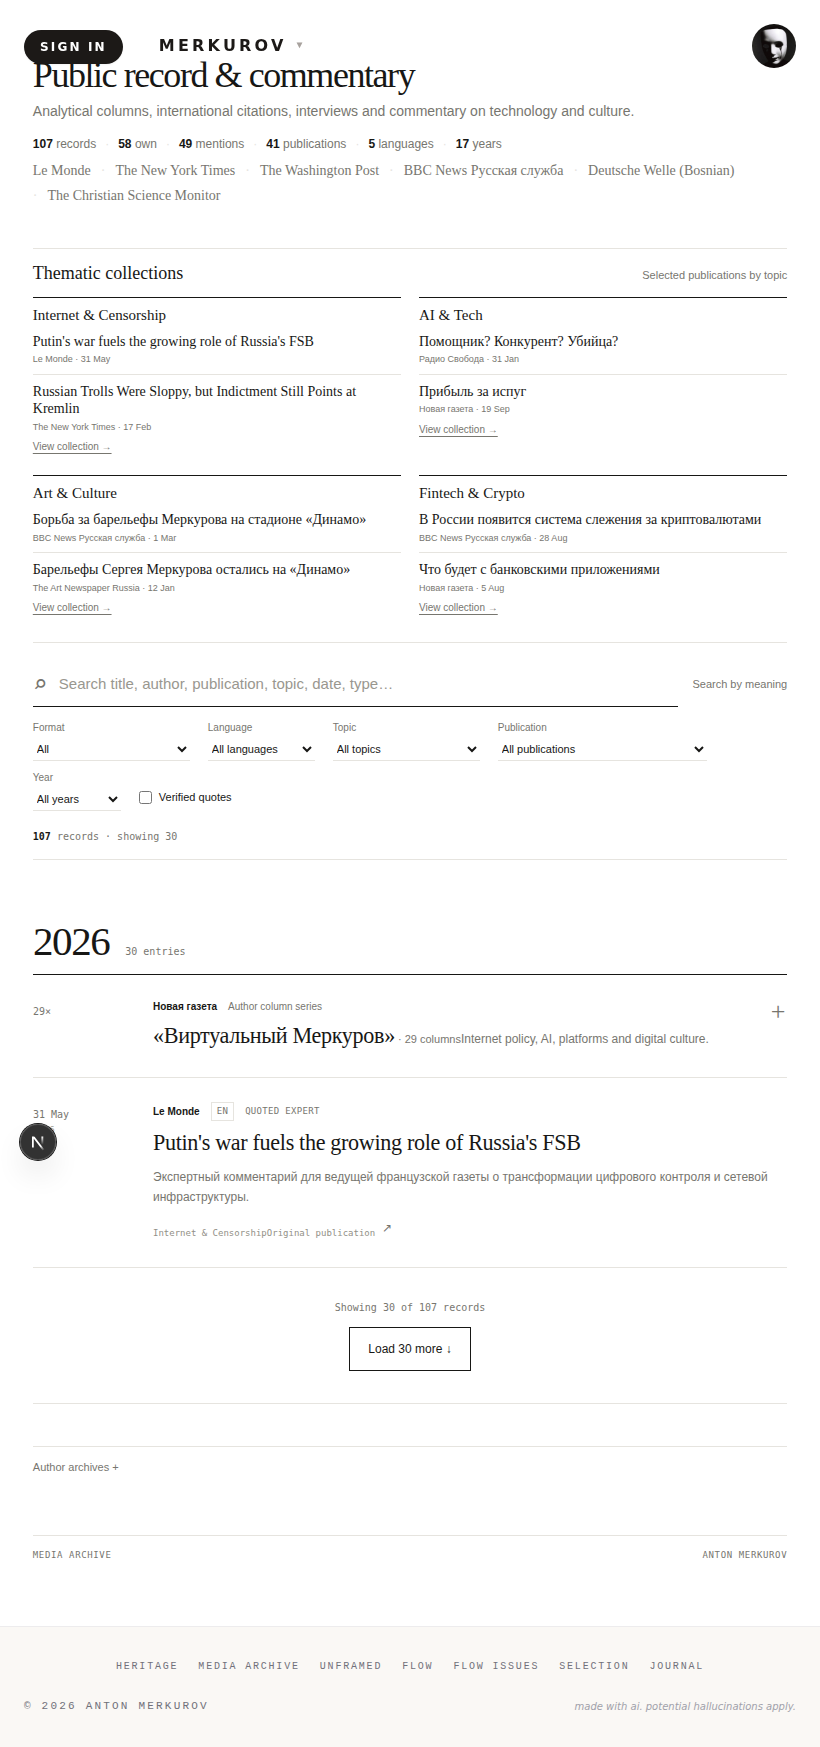 SIGN IN
MERKUROV ▼
Public record & commentary
Analytical columns, international citations, interviews and commentary on technology and culture.
107 records · 58 own · 49 mentions · 41 publications · 5 languages · 17 years
Le Monde · The New York Times · The Washington Post · BBC News Русская служба · Deutsche Welle (Bosnian)
· The Christian Science Monitor
Thematic collections
Selected publications by topic
Internet & Censorship
Putin's war fuels the growing role of Russia's FSB
Le Monde · 31 May
Russian Trolls Were Sloppy, but Indictment Still Points at
Kremlin
The New York Times · 17 Feb
View collection →
AI & Tech
Помощник? Конкурент? Убийца?
Радио Свобода · 31 Jan
Прибыль за испуг
Новая газета · 19 Sep
View collection →
Art & Culture
Борьба за барельефы Меркурова на стадионе «Динамо»
BBC News Русская служба · 1 Mar
Барельефы Сергея Меркурова остались на «Динамо»
The Art Newspaper Russia · 12 Jan
View collection →
Fintech & Crypto
В России появится система слежения за криптовалютами
BBC News Русская служба · 28 Aug
Что будет с банковскими приложениями
Новая газета · 5 Aug
View collection →
Search title, author, publication, topic, date, type…
Search by meaning
Format Language Topic Publication
All All languages All topics All publications
Year
All years Verified quotes
107 records · showing 30
2026 30 entries
29×
Новая газета Author column series
«Виртуальный Меркуров» · 29 columnsInternet policy, AI, platforms and digital culture.
+
31 May
Le Monde EN QUOTED EXPERT
Putin's war fuels the growing role of Russia's FSB
Экспертный комментарий для ведущей французской газеты о трансформации цифрового контроля и сетевой
инфраструктуры.
Internet & CensorshipOriginal publication ↗
N
Showing 30 of 107 records
Load 30 more ↓
Author archives +
MEDIA ARCHIVE
ANTON MERKUROV
HERITAGE MEDIA ARCHIVE UNFRAMED FLOW FLOW ISSUES SELECTION JOURNAL
© 2026 ANTON MERKUROV
made with ai. potential hallucinations apply.